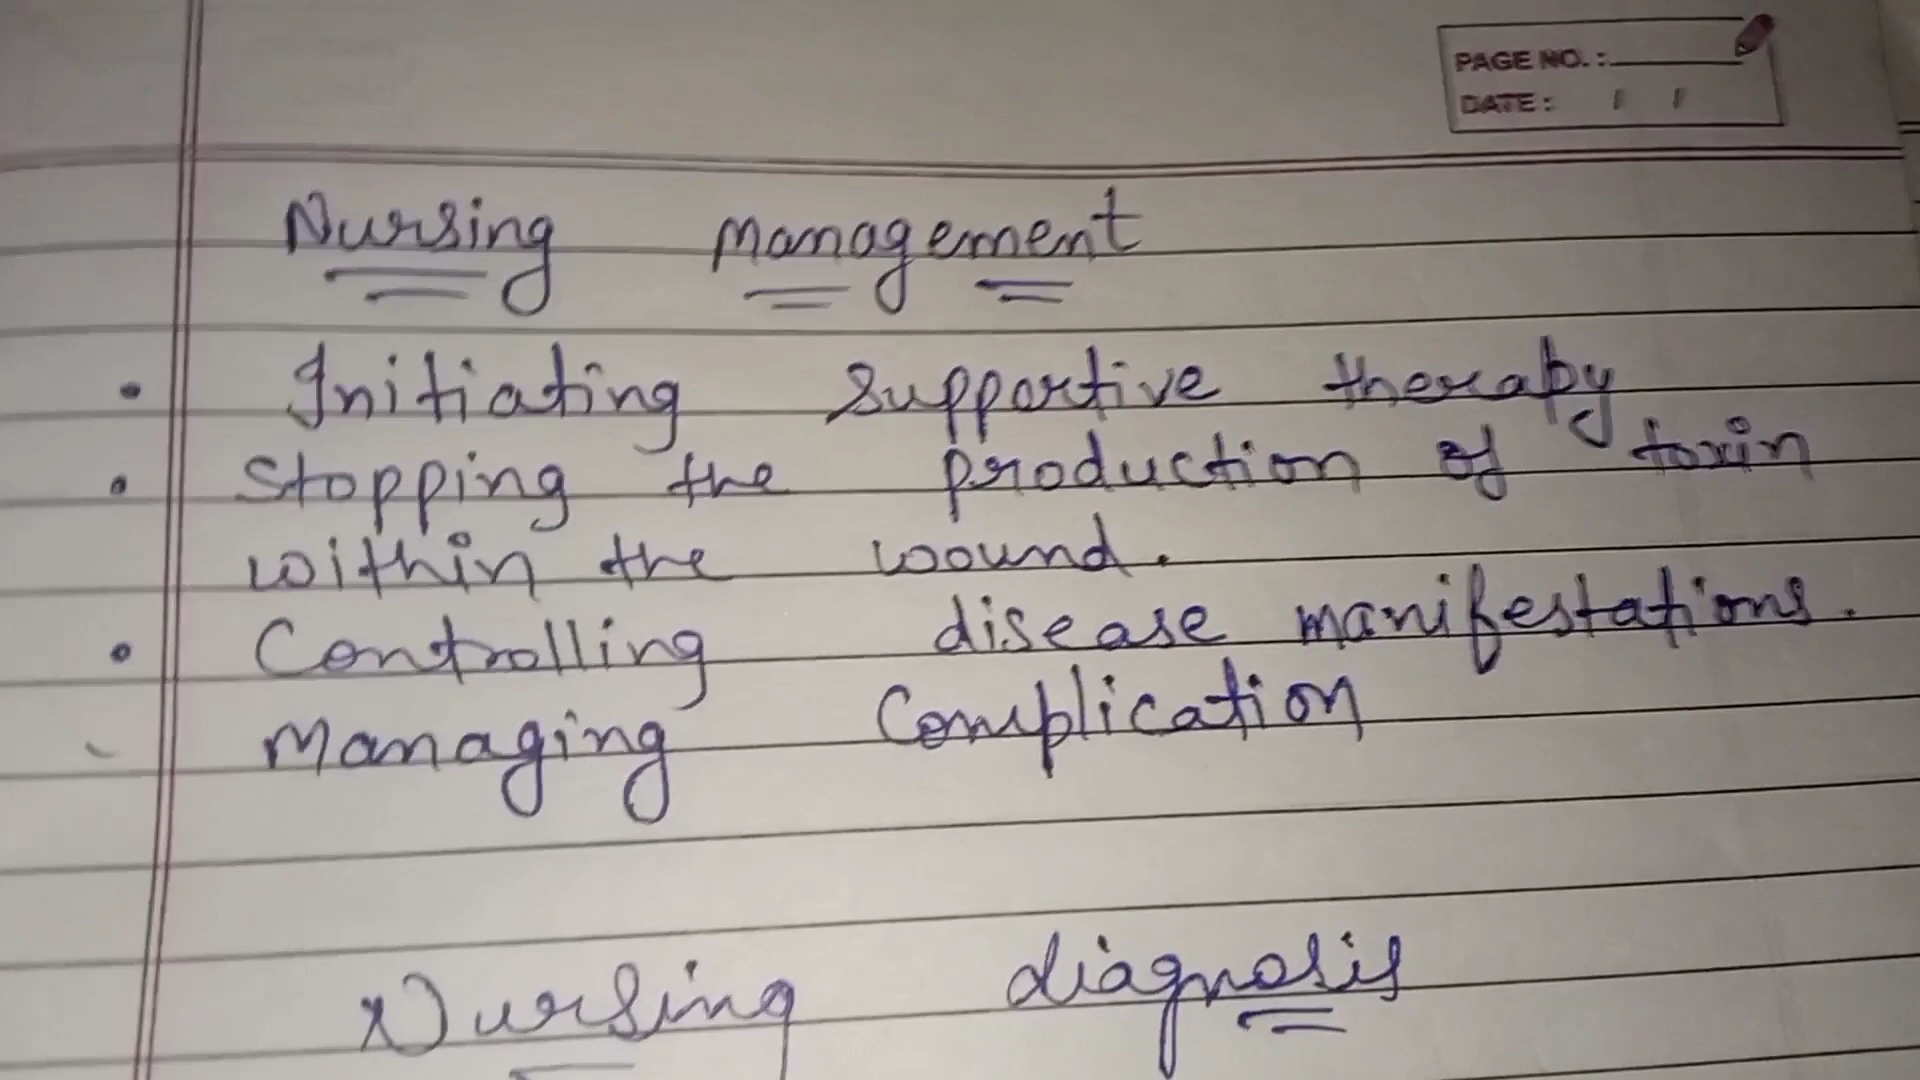 PAGE NO. :
DATE : / /
Nursing management
• Initiating supportive therapy
• Stopping the production of toxin
within the wound.
• Controlling disease manifestations.
Managing Complication
Nursing diagnosis